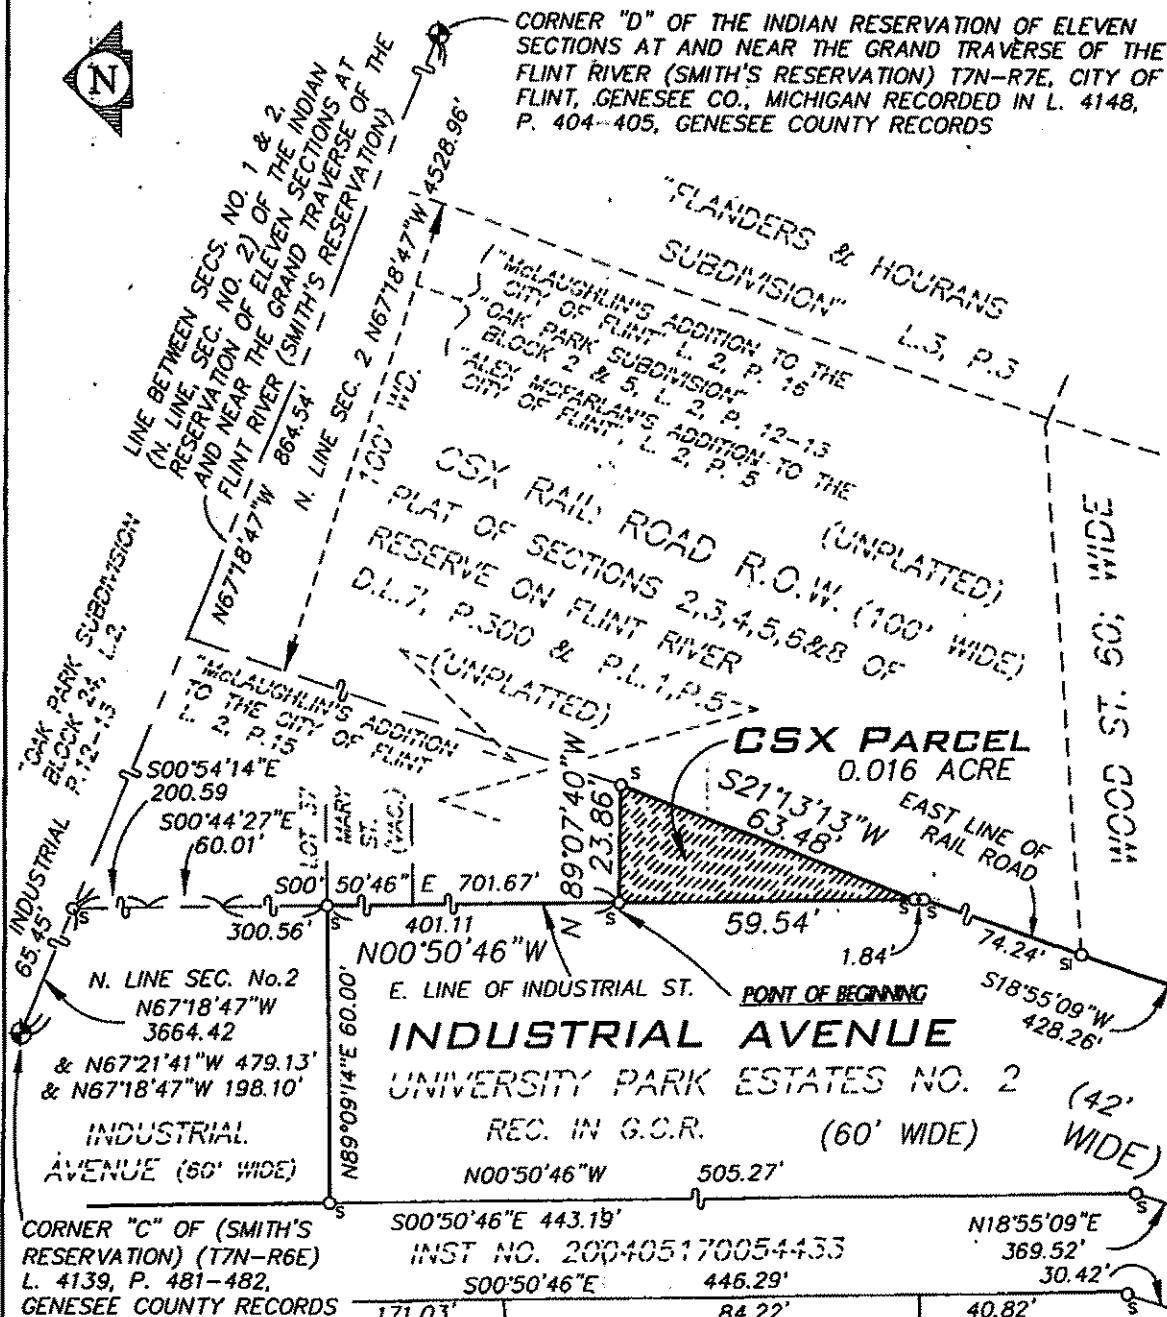 N
CORNER "D" OF THE INDIAN RESERVATION OF ELEVEN
SECTIONS AT AND NEAR THE GRAND TRAVERSE OF THE
FLINT RIVER (SMITH'S RESERVATION) T7N-R7E, CITY OF
FLINT, GENESEE CO., MICHIGAN RECORDED IN L. 4148,
P. 404-405, GENESEE COUNTY RECORDS
LINE BETWEEN SECS. NO. 1 & 2,
(N. LINE, SEC. NO. 2) OF THE INDIAN
RESERVATION OF ELEVEN SECTIONS AT
AND NEAR THE GRAND TRAVERSE OF THE
FLINT RIVER (SMITH'S RESERVATION)
N67°18'47"W 864.54'
N. LINE SEC. 2 N67°18'47"W 4528.96'
100' WD.
"FLANDERS & HOURANS
SUBDIVISION" L.3, P.3
"McLAUGHLIN'S ADDITION TO THE
CITY OF FLINT" L. 2, P. 16
"OAK PARK SUBDIVISION"
BLOCK 2 & 5, L. 2, P. 12-13
"ALEX MCFARLAN'S ADDITION TO THE
CITY OF FLINT", L. 2, P. 5
CSX RAIL ROAD R.O.W. (100' WIDE)
(UNPLATTED)
PLAT OF SECTIONS 2,3,4,5,6&8 OF
RESERVE ON FLINT RIVER
D.L.7, P.300 & P.L.1,P.57
(UNPLATTED)
WOOD ST. 60; WIDE
"OAK PARK SUBDIVISION
BLOCK 24, L.2,
P.12-13
"McLAUGHLIN'S ADDITION
TO THE CITY OF FLINT
L. 2, P.15
CSX PARCEL
0.016 ACRE
S00°54'14"E
200.59
S00°44'27"E
60.01'
LOT 37
MARY
ST.
(VAC.)
N 89°07'40"W
23.86'
S21°13'13"W
63.48'
EAST LINE OF
RAIL ROAD
INDUSTRIAL
65.45'
S00° 50'46" E 701.67'
300.56'
401.11
N00°50'46"W
59.54'
1.84'
74.24'
S18°55'09"W
428.26'
N. LINE SEC. No.2
N67°18'47"W
3664.42
& N67°21'41"W 479.13'
& N67°18'47"W 198.10'
E. LINE OF INDUSTRIAL ST.
POINT OF BEGINNING
INDUSTRIAL AVENUE
N89°09'14"E 60.00'
UNIVERSITY PARK ESTATES NO. 2
REC. IN G.C.R.
(60' WIDE)
(42'
WIDE)
INDUSTRIAL
AVENUE (60' WIDE)
N00°50'46"W 505.27'
CORNER "C" OF (SMITH'S
RESERVATION) (T7N-R6E)
L. 4139, P. 481-482,
GENESEE COUNTY RECORDS
S00°50'46"E 443.19'
INST NO. 200405170054433
S00°50'46"E 446.29'
N18°55'09"E
369.52'
30.42'
171.03'
84.22'
40.82'
S
S
S
S
S
S
SI
S
S
S